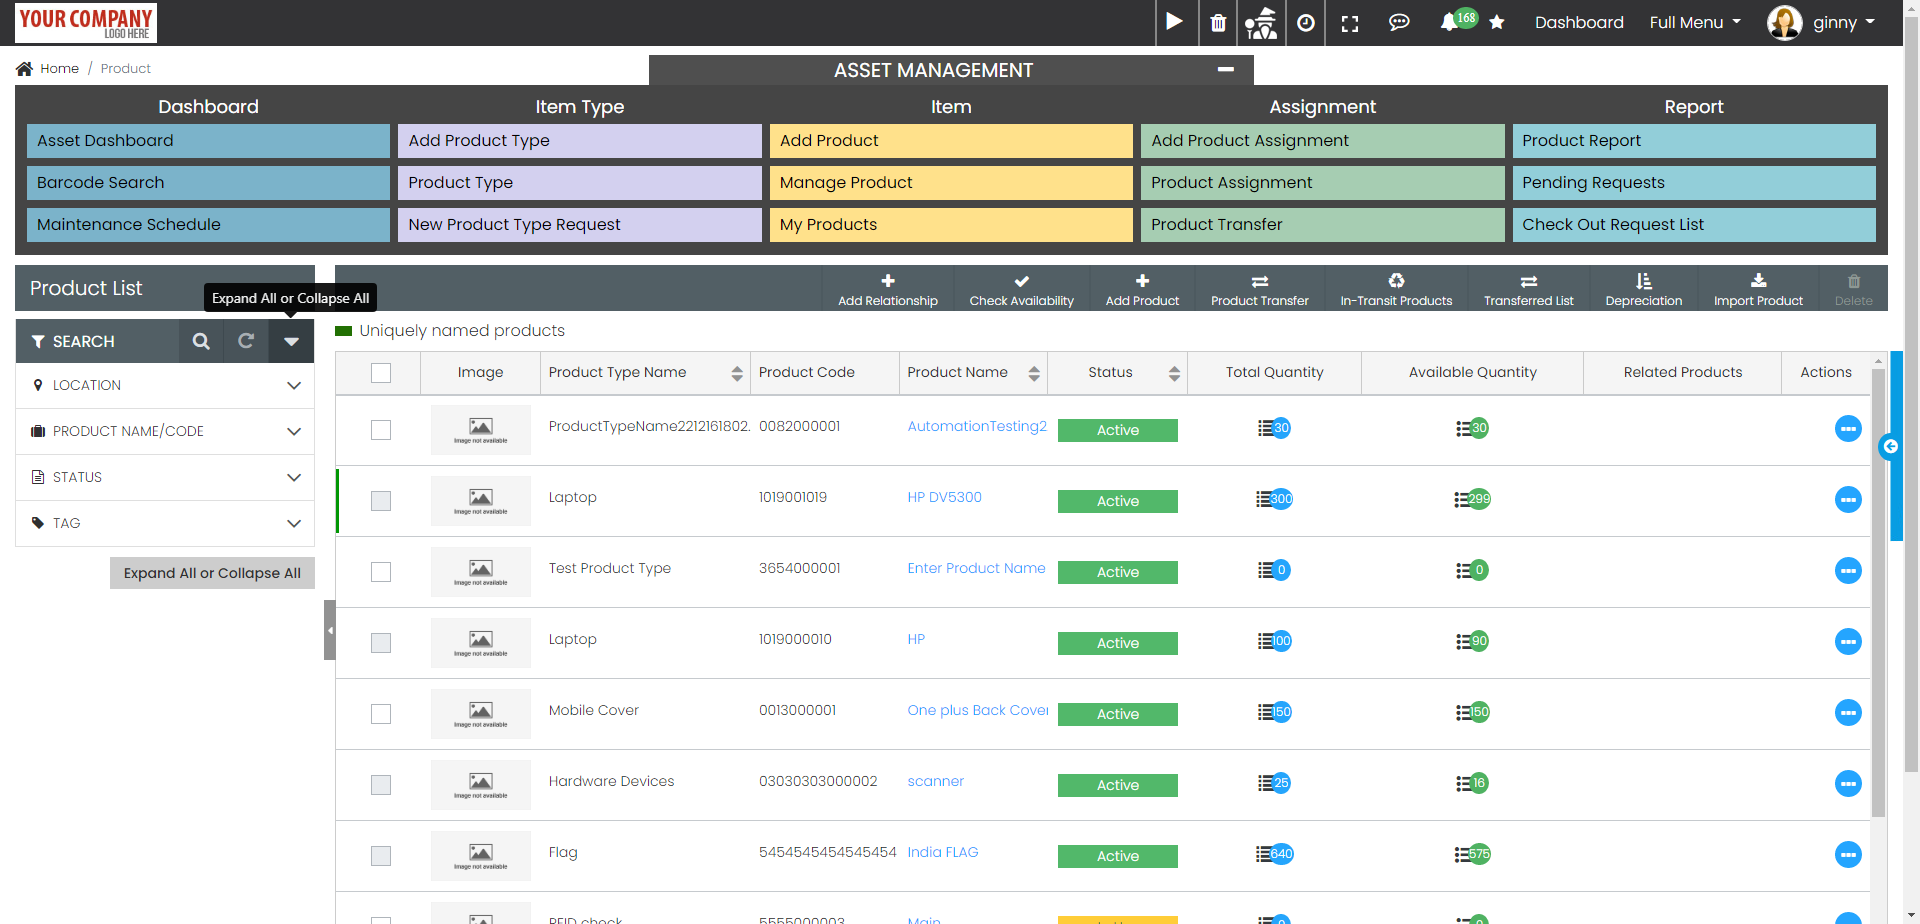 YOUR COMPANY
LOGO HERE
168
Dashboard
Full Menu
ginny
Home / Product
ASSET MANAGEMENT
Dashboard
Item Type
Item
Assignment
Report
Asset Dashboard
Add Product Type
Add Product
Add Product Assignment
Product Report
Barcode Search
Product Type
Manage Product
Product Assignment
Pending Requests
Maintenance Schedule
New Product Type Request
My Products
Product Transfer
Check Out Request List
Product List
Expand All or Collapse All
Add Relationship
Check Availability
Add Product
Product Transfer
In-Transit Products
Transferred List
Depreciation
Import Product
Delete
SEARCH
LOCATION
PRODUCT NAME/CODE
STATUS
TAG
Expand All or Collapse All
Uniquely named products
Image
Product Type Name
Product Code
Product Name
Status
Total Quantity
Available Quantity
Related Products
Actions
Image not available
ProductTypeName2212161802.
0082000001
AutomationTesting2
Active
30
30
Image not available
Laptop
1019001019
HP DV5300
Active
300
299
Image not available
Test Product Type
3654000001
Enter Product Name
Active
0
0
Image not available
Laptop
1019000010
HP
Active
100
90
Image not available
Mobile Cover
0013000001
One plus Back Cover
Active
150
150
Image not available
Hardware Devices
03030303000002
scanner
Active
25
16
Image not available
Flag
5454545454545454
India FLAG
Active
640
575
RFID check
5555000003
Main
0
0